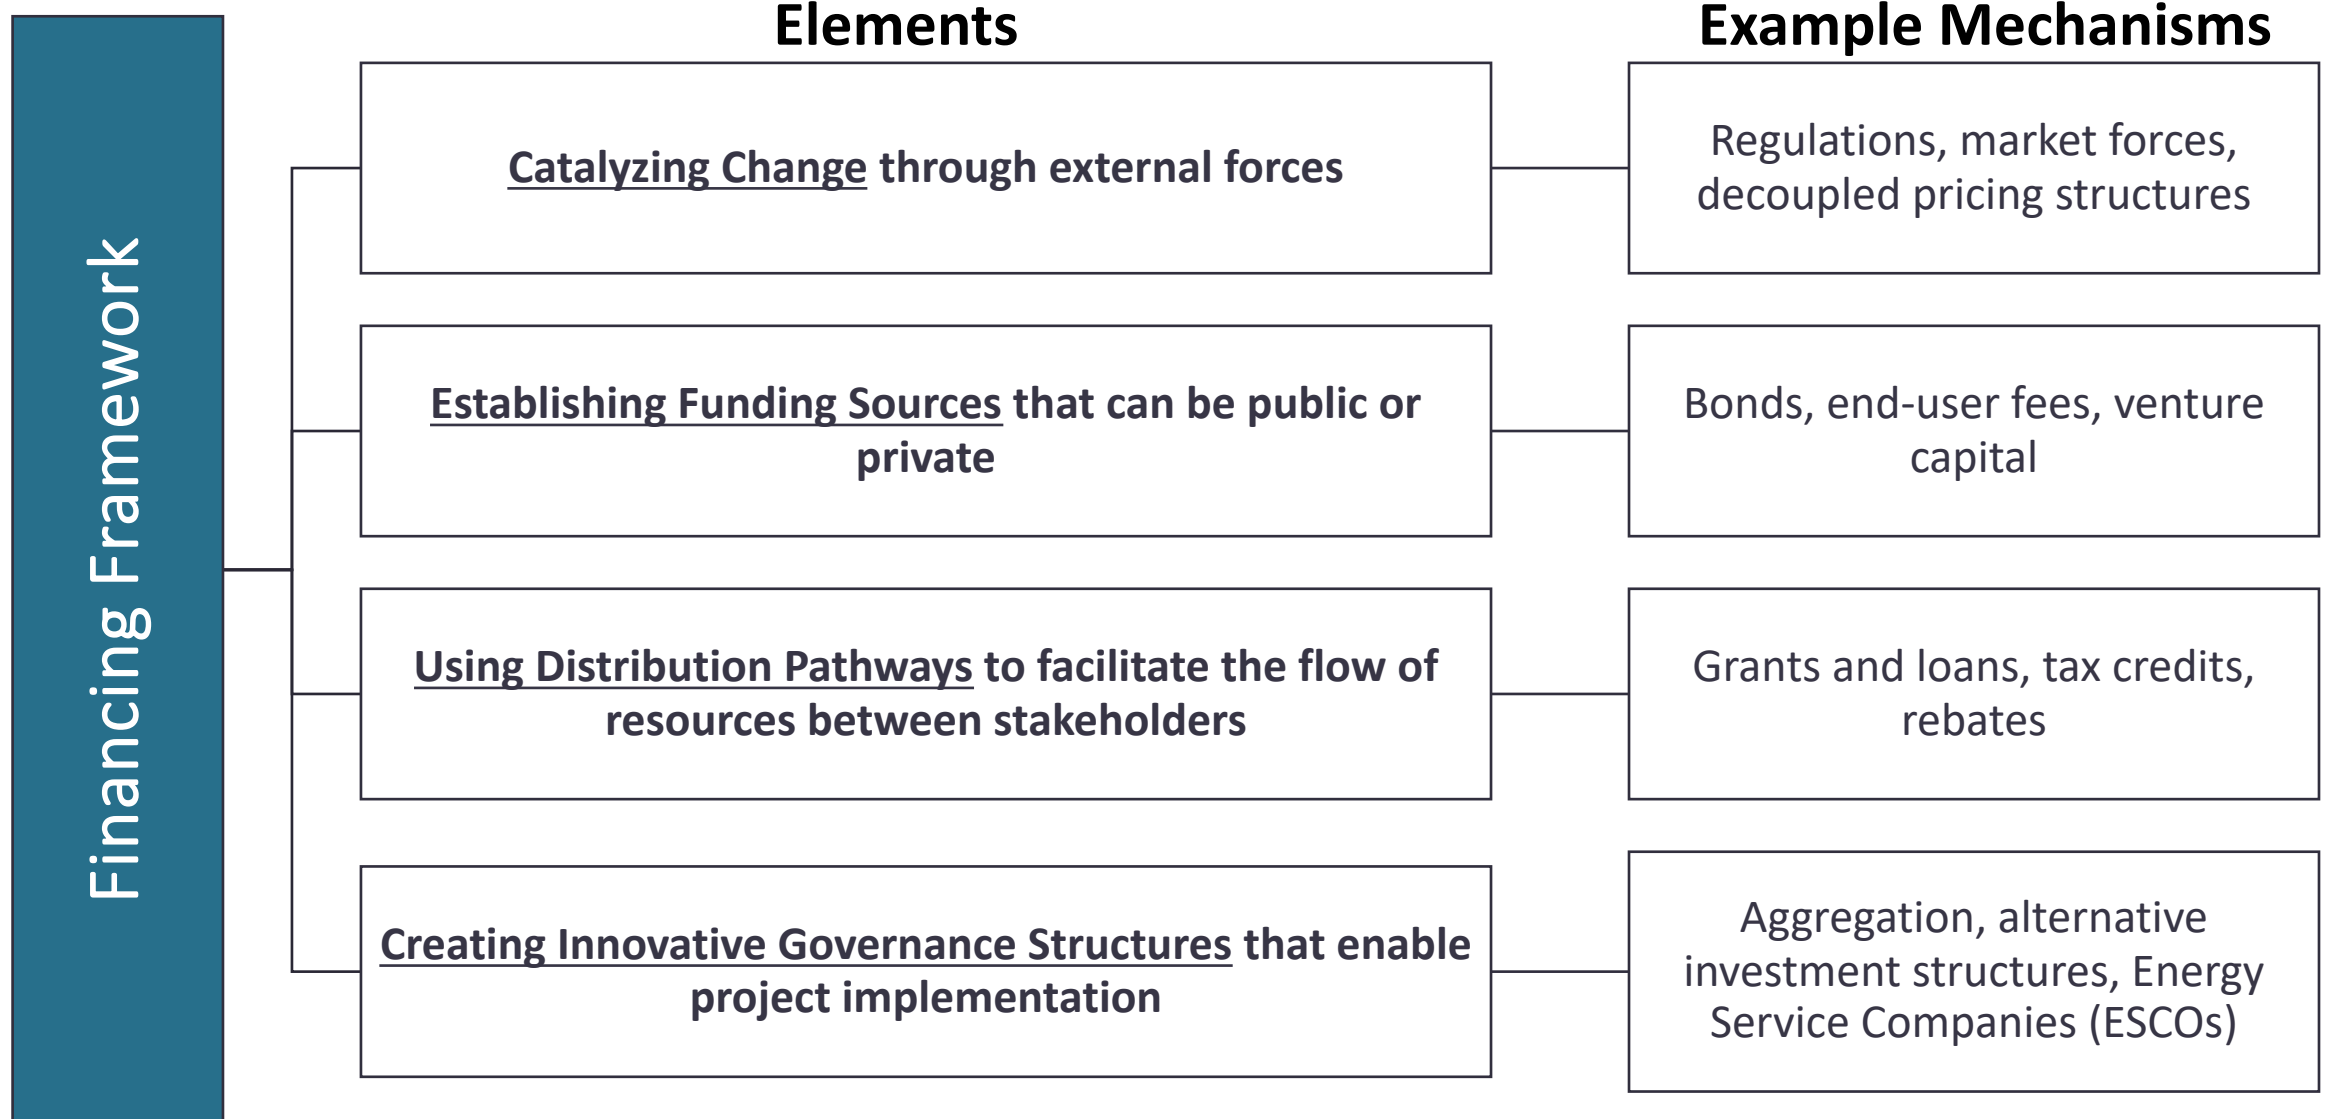 Elements
Example Mechanisms
Financing Framework
Catalyzing Change through external forces
Regulations, market forces,
decoupled pricing structures
Establishing Funding Sources that can be public or
private
Bonds, end-user fees, venture
capital
Using Distribution Pathways to facilitate the flow of
resources between stakeholders
Grants and loans, tax credits,
rebates
Creating Innovative Governance Structures that enable
project implementation
Aggregation, alternative
investment structures, Energy
Service Companies (ESCOs)